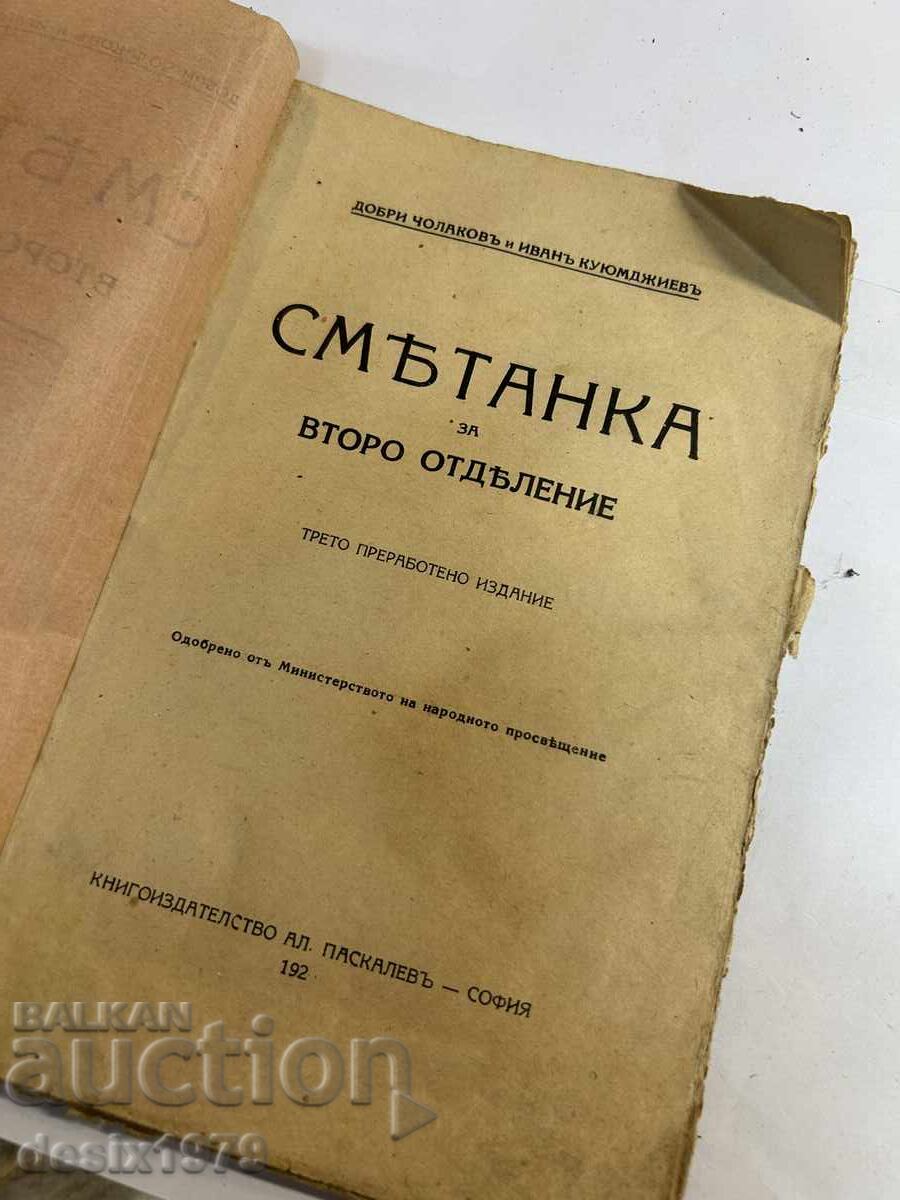 ДОБРИ ЧОЛАКОВЪ и ИВАНЪ КУЮМДЖИЕВЪ
СМѢТАНКА
ЗА
ВТОРО ОТДѢЛЕНИЕ
ТРЕТО ПРЕРАБОТЕНО ИЗДАНИЕ
Одобрено отъ Министерството на народното просвѣщение
КНИГОИЗДАТЕЛСТВО АЛ. ПАСКАЛЕВЪ — СОФИЯ
192
BALKAN
auction
desix1979